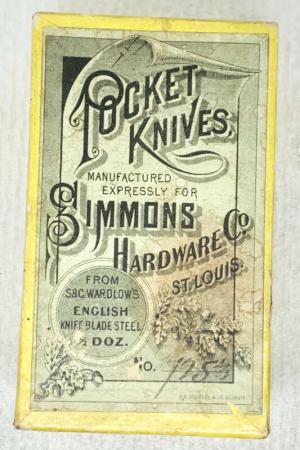 POCKET
KNIVES,
MANUFACTURED
EXPRESSLY FOR
SIMMONS
HARDWARE CO
ST. LOUIS.
FROM
S&C. WARDLOW'S
ENGLISH
KNIFE BLADE STEEL
½ DOZ.
NO.